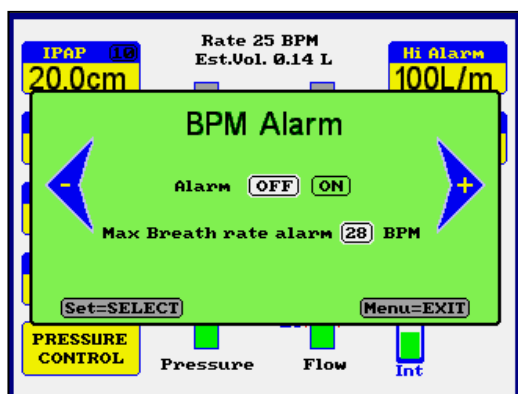 Rate 25 BPM
IPAP 10
Est.Vol. 0.14 L
Hi Alarm
20.0cm
100L/m
BPM Alarm
- Alarm OFF ON +
Max Breath rate alarm 28 BPM
Set=SELECT Menu=EXIT
PRESSURE
CONTROL
Pressure Flow Int